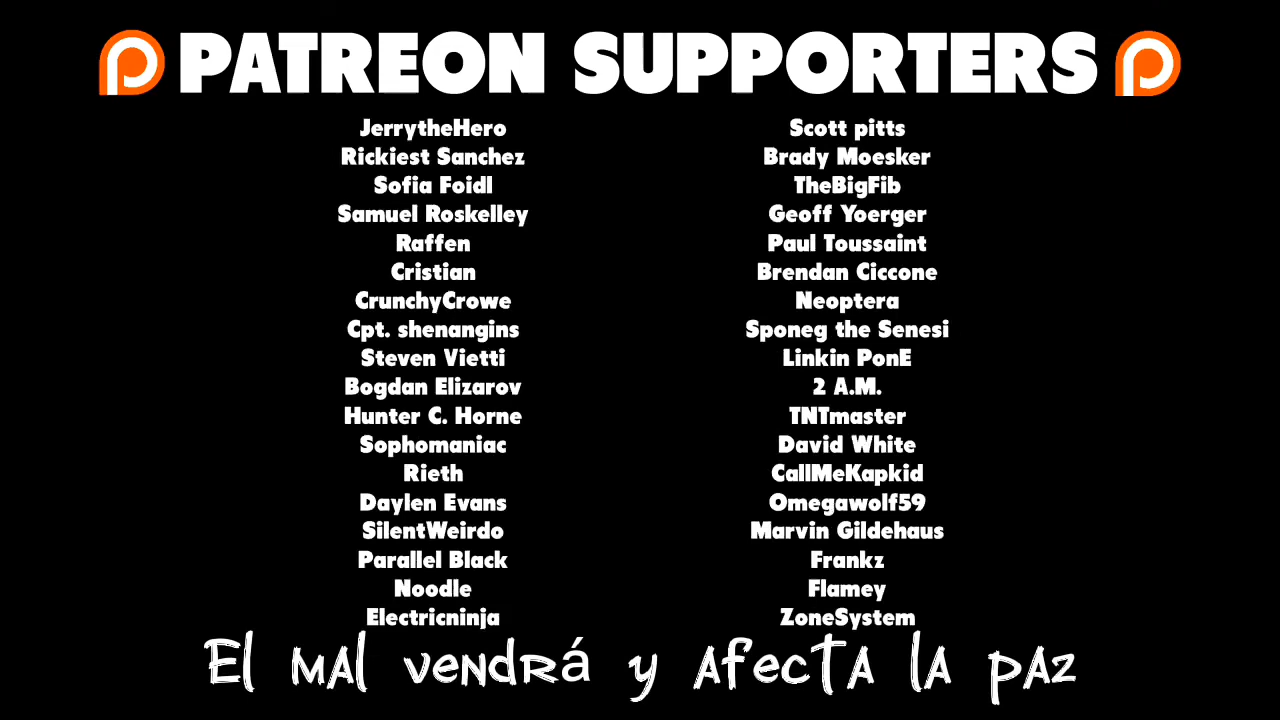 PATREON SUPPORTERS
JerrytheHero
Rickiest Sanchez
Sofia Foidl
Samuel Roskelley
Raffen
Cristian
CrunchyCrowe
Cpt. shenangins
Steven Vietti
Bogdan Elizarov
Hunter C. Horne
Sophomaniac
Rieth
Daylen Evans
SilentWeirdo
Parallel Black
Noodle
Electricninja
Scott pitts
Brady Moesker
TheBigFib
Geoff Yoerger
Paul Toussaint
Brendan Ciccone
Neoptera
Sponeg the Senesi
Linkin PonE
2 A.M.
TNTmaster
David White
CallMeKapkid
Omegawolf59
Marvin Gildehaus
Frankz
Flamey
ZoneSystem
El mal vendrá y afecta la paz